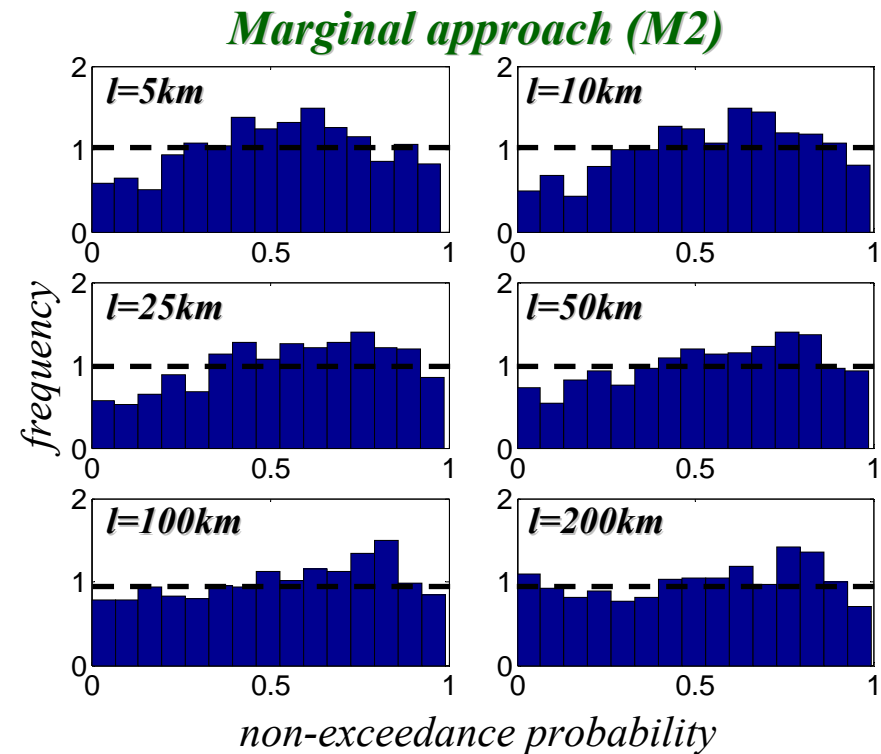 Marginal approach (M2)
2 2
l=5km l=10km
1 1
0 0
0 0.5 1 0 0.5 1
2 2
l=25km l=50km
1 1
0 0
0 0.5 1 0 0.5 1
frequency
2 2
l=100km l=200km
1 1
0 0
0 0.5 1 0 0.5 1
non-exceedance probability